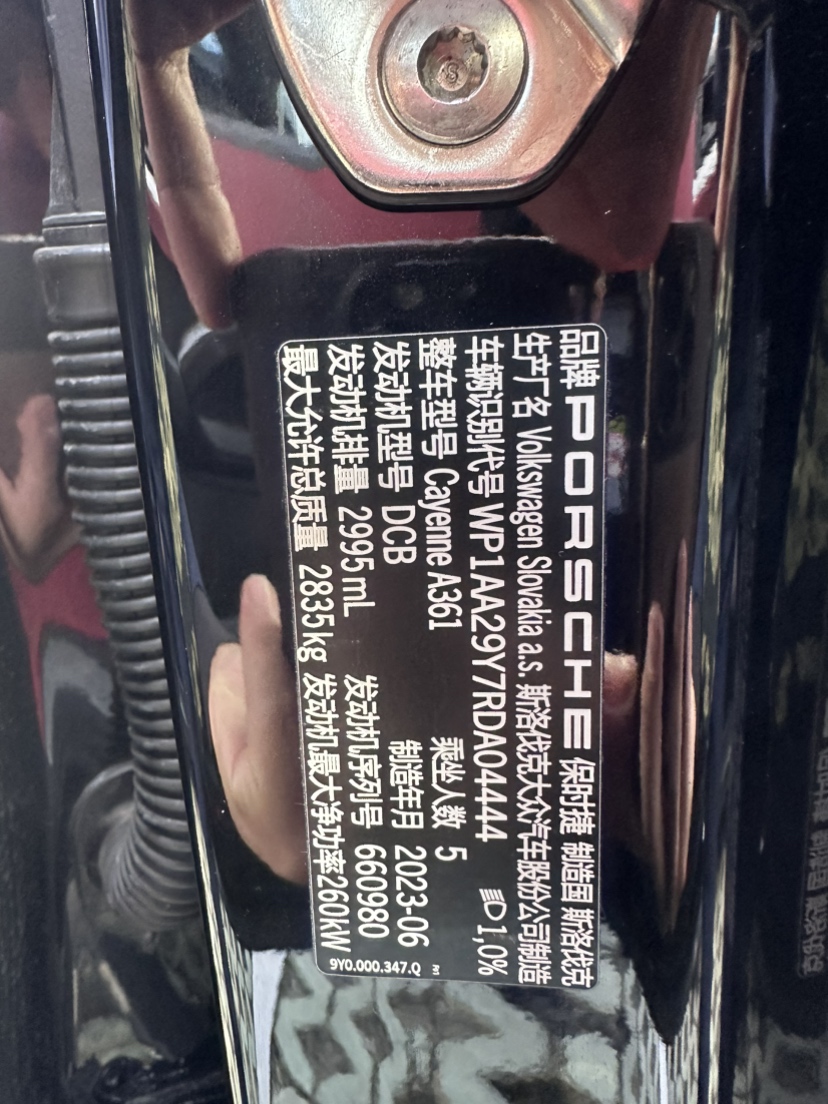 品牌 PORSCHE 保时捷 制造国 斯洛伐克
生产厂名 Volkswagen Slovakia a.s. 斯洛伐克大众汽车股份公司制造
车辆识别代号 WP1AA29Y7RDA04444 1,0%
整车型号 Cayenne A361 乘坐人数 5
发动机型号 DCB 制造年月 2023-06
发动机排量 2995mL 发动机序列号 660980
最大允许总质量 2835kg 发动机最大净功率260kW
9Y0.000.347.Q